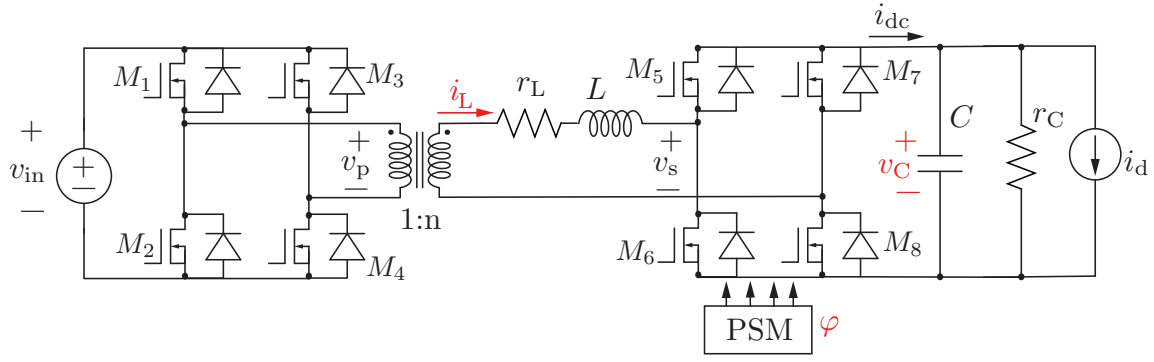 i_dc
M_1
M_3
M_5
M_7
+
v_in
−
+
−
+
v_p
−
1:n
i_L
r_L
L
+
v_s
−
C
+
v_C
−
r_C
i_d
M_2
M_4
M_6
M_8
PSM
φ